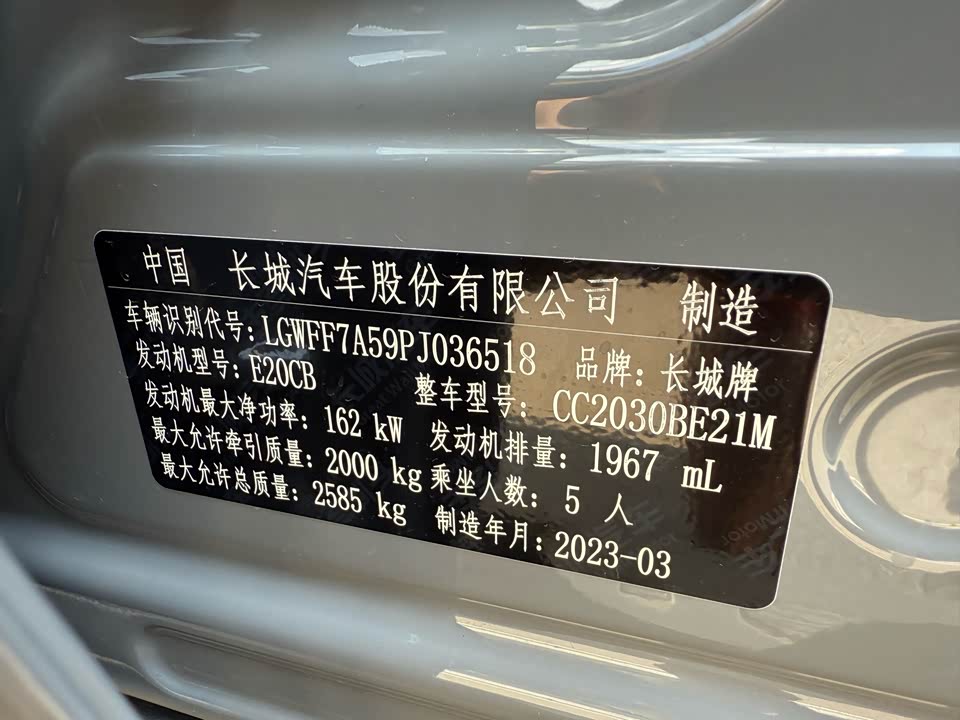 中国 长城汽车股份有限公司 制造
车辆识别代号：LGWFF7A59PJ036518 品牌：长城牌
发动机型号：E20CB 整车型号：CC2030BE21M
发动机最大净功率：162 kW 发动机排量：1967 mL
最大允许牵引质量：2000 kg 乘坐人数：5 人
最大允许总质量：2585 kg 制造年月：2023-03